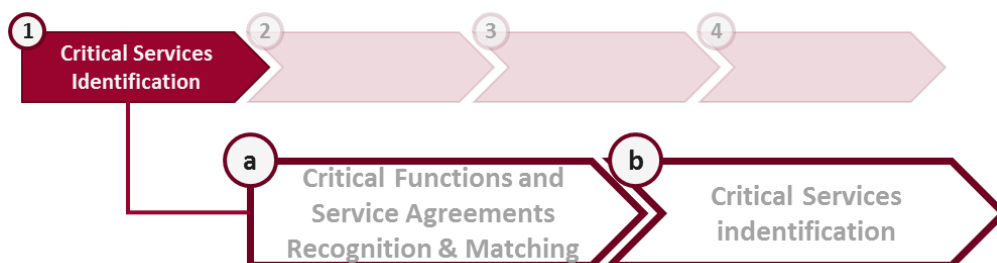 1
Critical Services
Identification
2
3
4
a
Critical Functions and
Service Agreements
Recognition & Matching
b
Critical Services
indentification